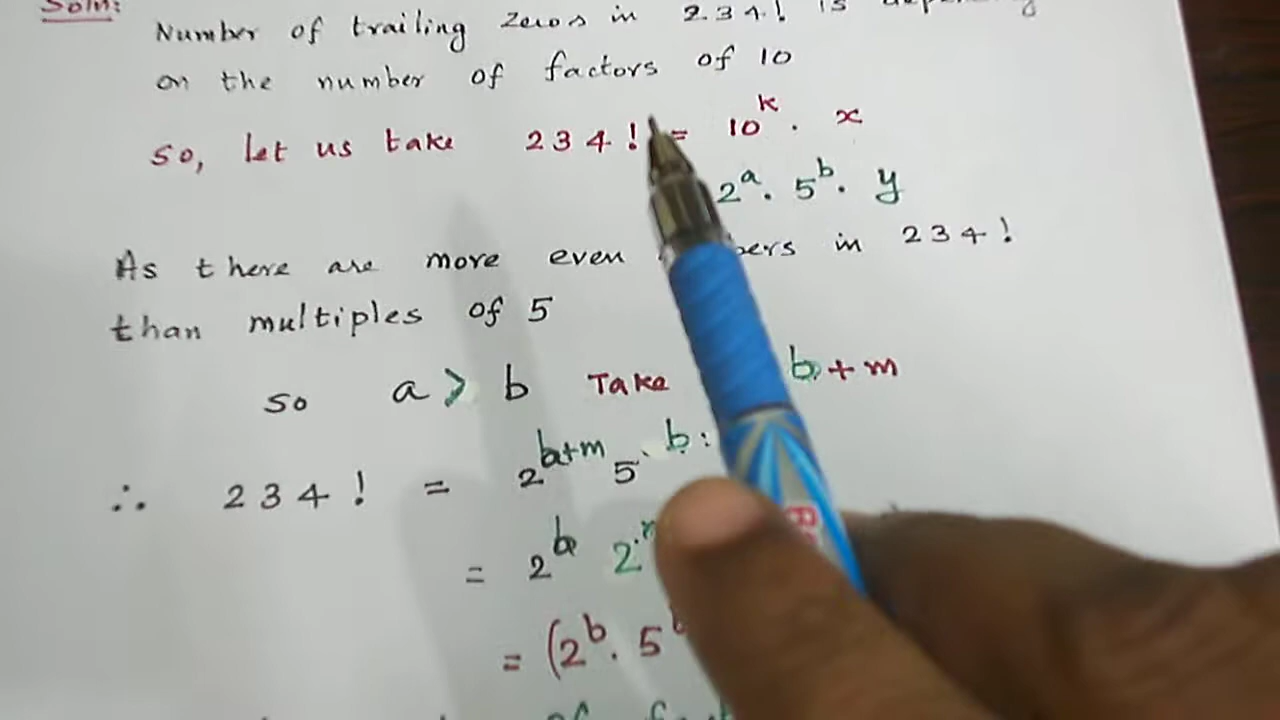 Soln:
Number of trailing zeros in 234! is
on the number of factors of 10
so, let us take 234! = 10^k . x
2^a . 5^b . y
As there are more even in 234!
than multiples of 5
so a > b Take b + m
∴ 234! = 2^b+m 5^b
= 2^b 2
= (2^b . 5^b